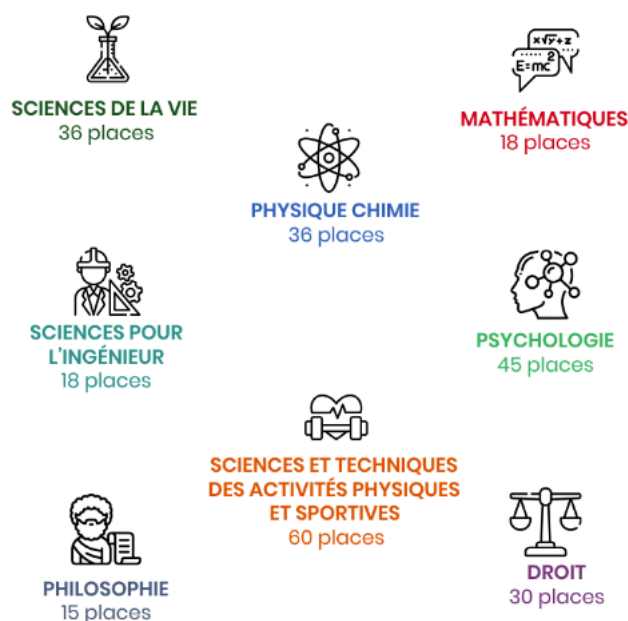 SCIENCES DE LA VIE
36 places
x√y+z
E=mc²
MATHÉMATIQUES
18 places
PHYSIQUE CHIMIE
36 places
SCIENCES POUR
L'INGÉNIEUR
18 places
PSYCHOLOGIE
45 places
SCIENCES ET TECHNIQUES
DES ACTIVITÉS PHYSIQUES
ET SPORTIVES
60 places
PHILOSOPHIE
15 places
DROIT
30 places